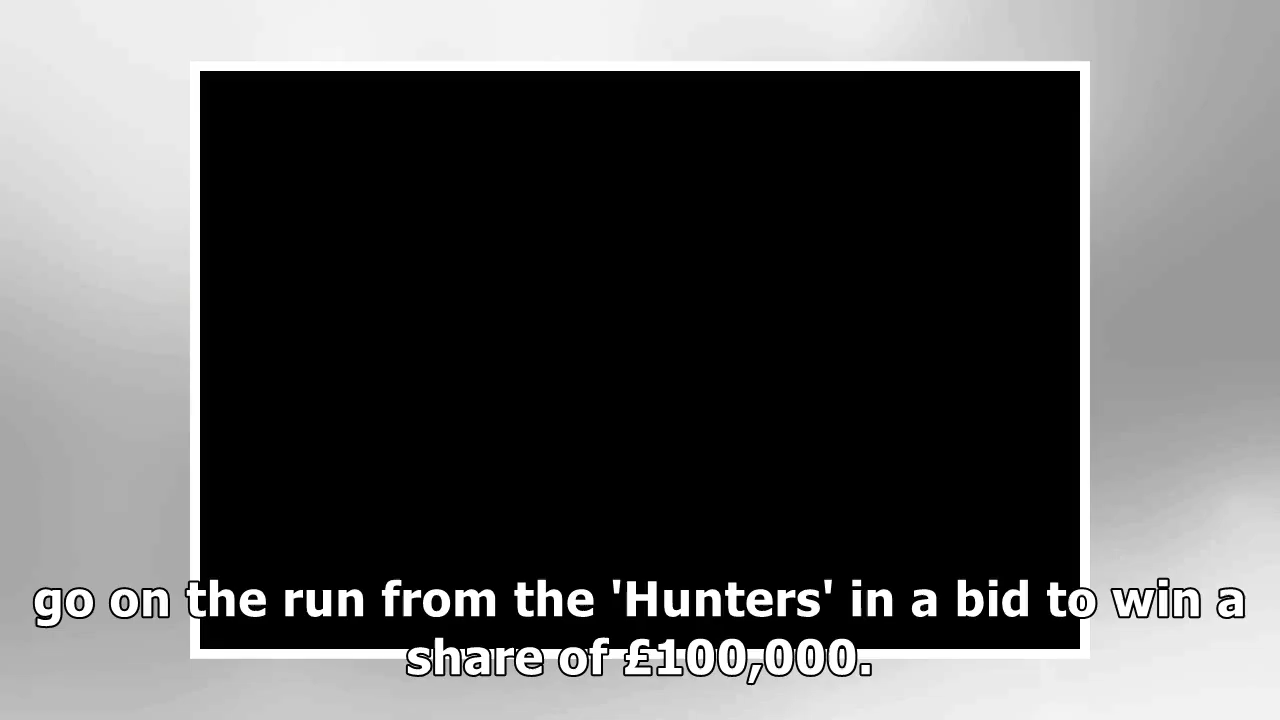 go on the run from the 'Hunters' in a bid to win a
share of £100,000.